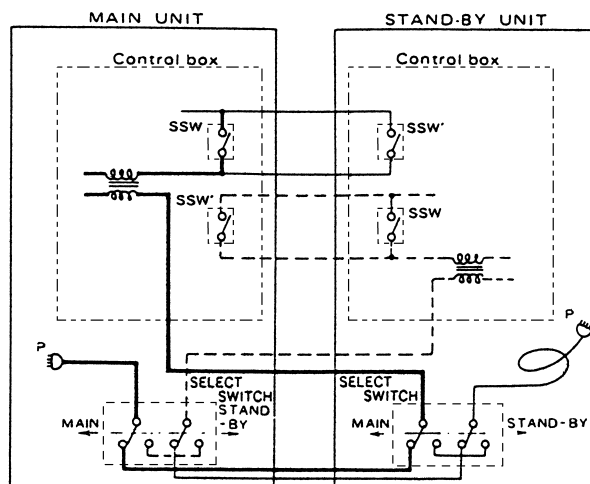 MAIN UNIT
STAND-BY UNIT
Control box
Control box
SSW
SSW'
SSW'
SSW
P
P
SELECT
SWITCH
STAND
-BY
SELECT
SWITCH
MAIN
MAIN
STAND-BY